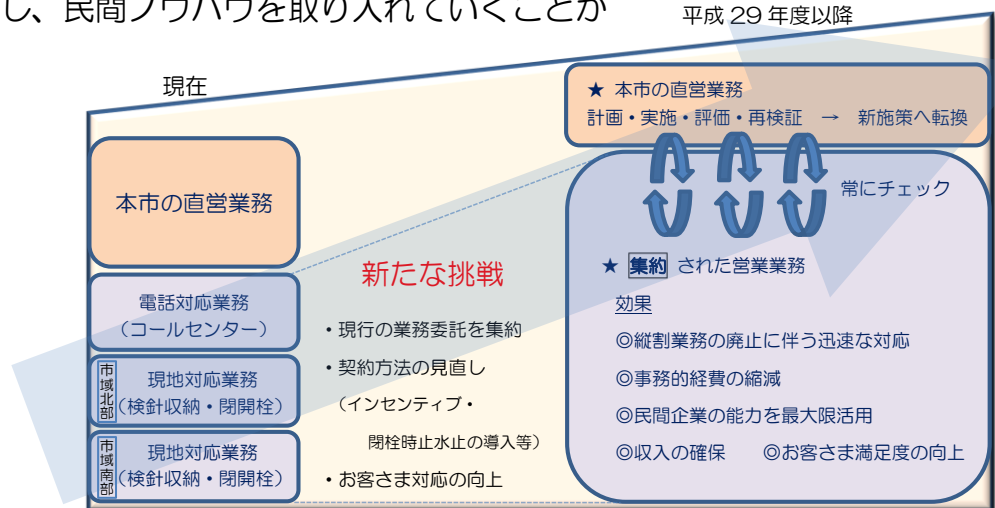 し、民間ノウハウを取り入れていくことが
平成 29 年度以降
現在
本市の直営業務
電話対応業務
（コールセンター）
市域北部
現地対応業務
（検針収納・閉開栓）
市域南部
現地対応業務
（検針収納・閉開栓）
新たな挑戦
・現行の業務委託を集約
・契約方法の見直し
（インセンティブ・
閉栓時止水止の導入等）
・お客さま対応の向上
★ 本市の直営業務
計画・実施・評価・再検証 → 新施策へ転換
常にチェック
★ 集約 された営業業務
効果
◎縦割業務の廃止に伴う迅速な対応
◎事務的経費の縮減
◎民間企業の能力を最大限活用
◎収入の確保 ◎お客さま満足度の向上